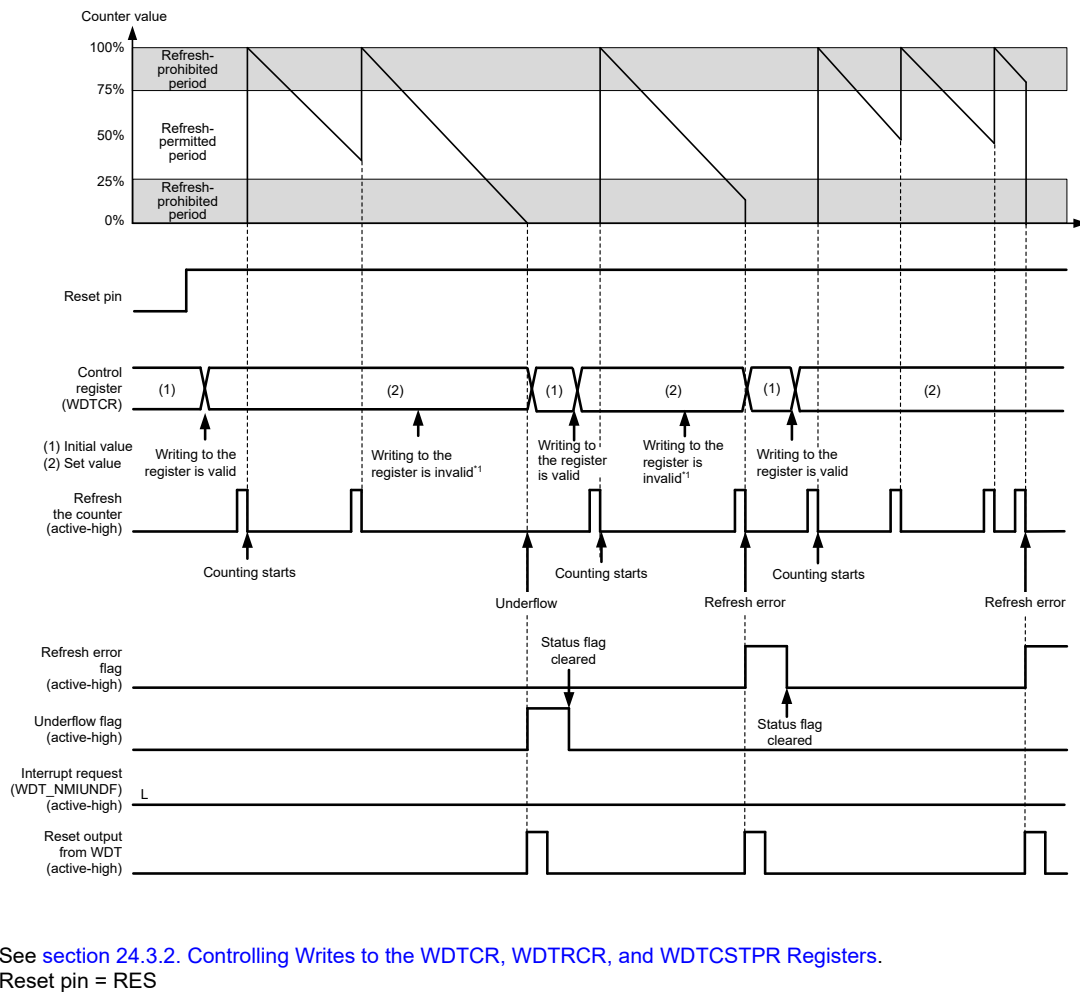 Counter value
100%
Refresh-
prohibited
period
75%
Refresh-
permitted
period
50%
25%
Refresh-
prohibited
period
0%
Reset pin
Control
register
(WDTCR)
(1)
(2)
(1)
(2)
(1)
(2)
(1) Initial value
(2) Set value
Writing to the
register is valid
Writing to the
register is invalid*1
Writing to
the register
is valid
Writing to the
register is
invalid*1
Writing to the
register is valid
Refresh
the counter
(active-high)
Counting starts
Counting starts
Counting starts
Underflow
Refresh error
Refresh error
Refresh error
flag
(active-high)
Status flag
cleared
Status flag
cleared
Underflow flag
(active-high)
Interrupt request
(WDT_NMIUNDF)
(active-high)
L
Reset output
from WDT
(active-high)
See section 24.3.2. Controlling Writes to the WDTCR, WDTRCR, and WDTCSTPR Registers.
Reset pin = RES